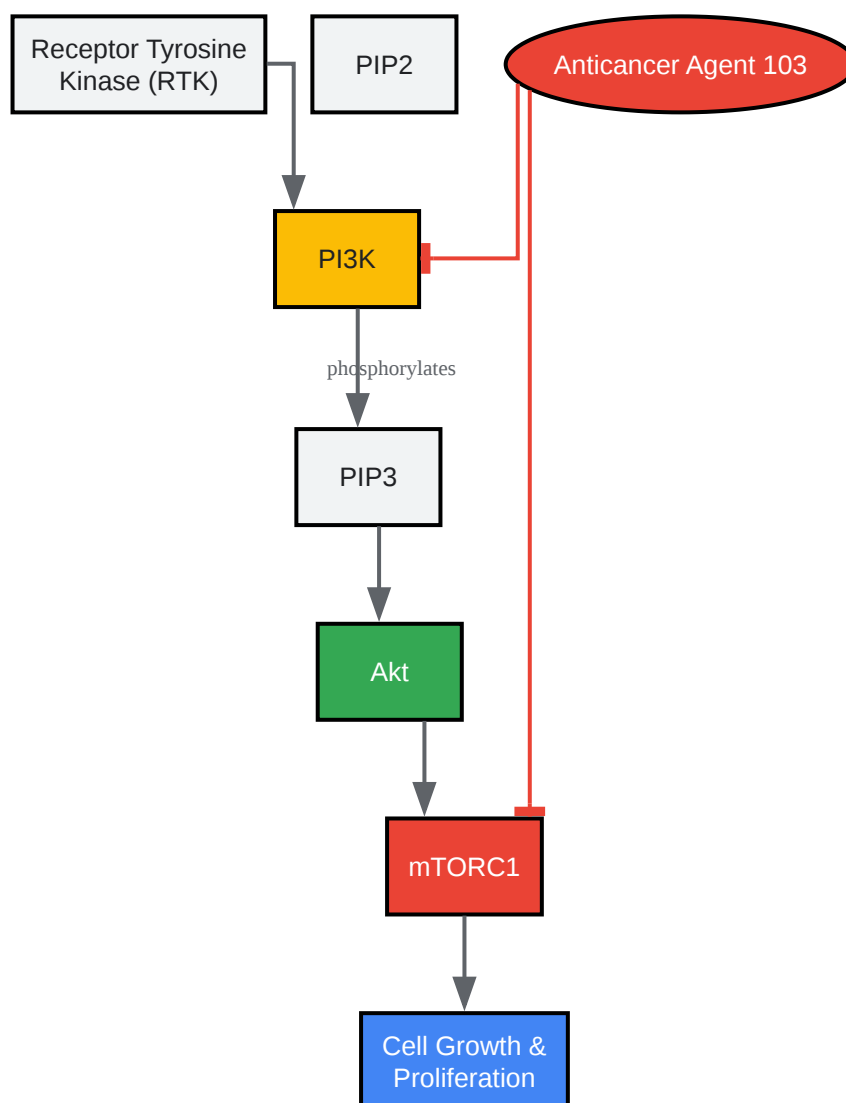 Receptor Tyrosine
Kinase (RTK)
PIP2
Anticancer Agent 103
PI3K
phosphorylates
PIP3
Akt
mTORC1
Cell Growth &
Proliferation